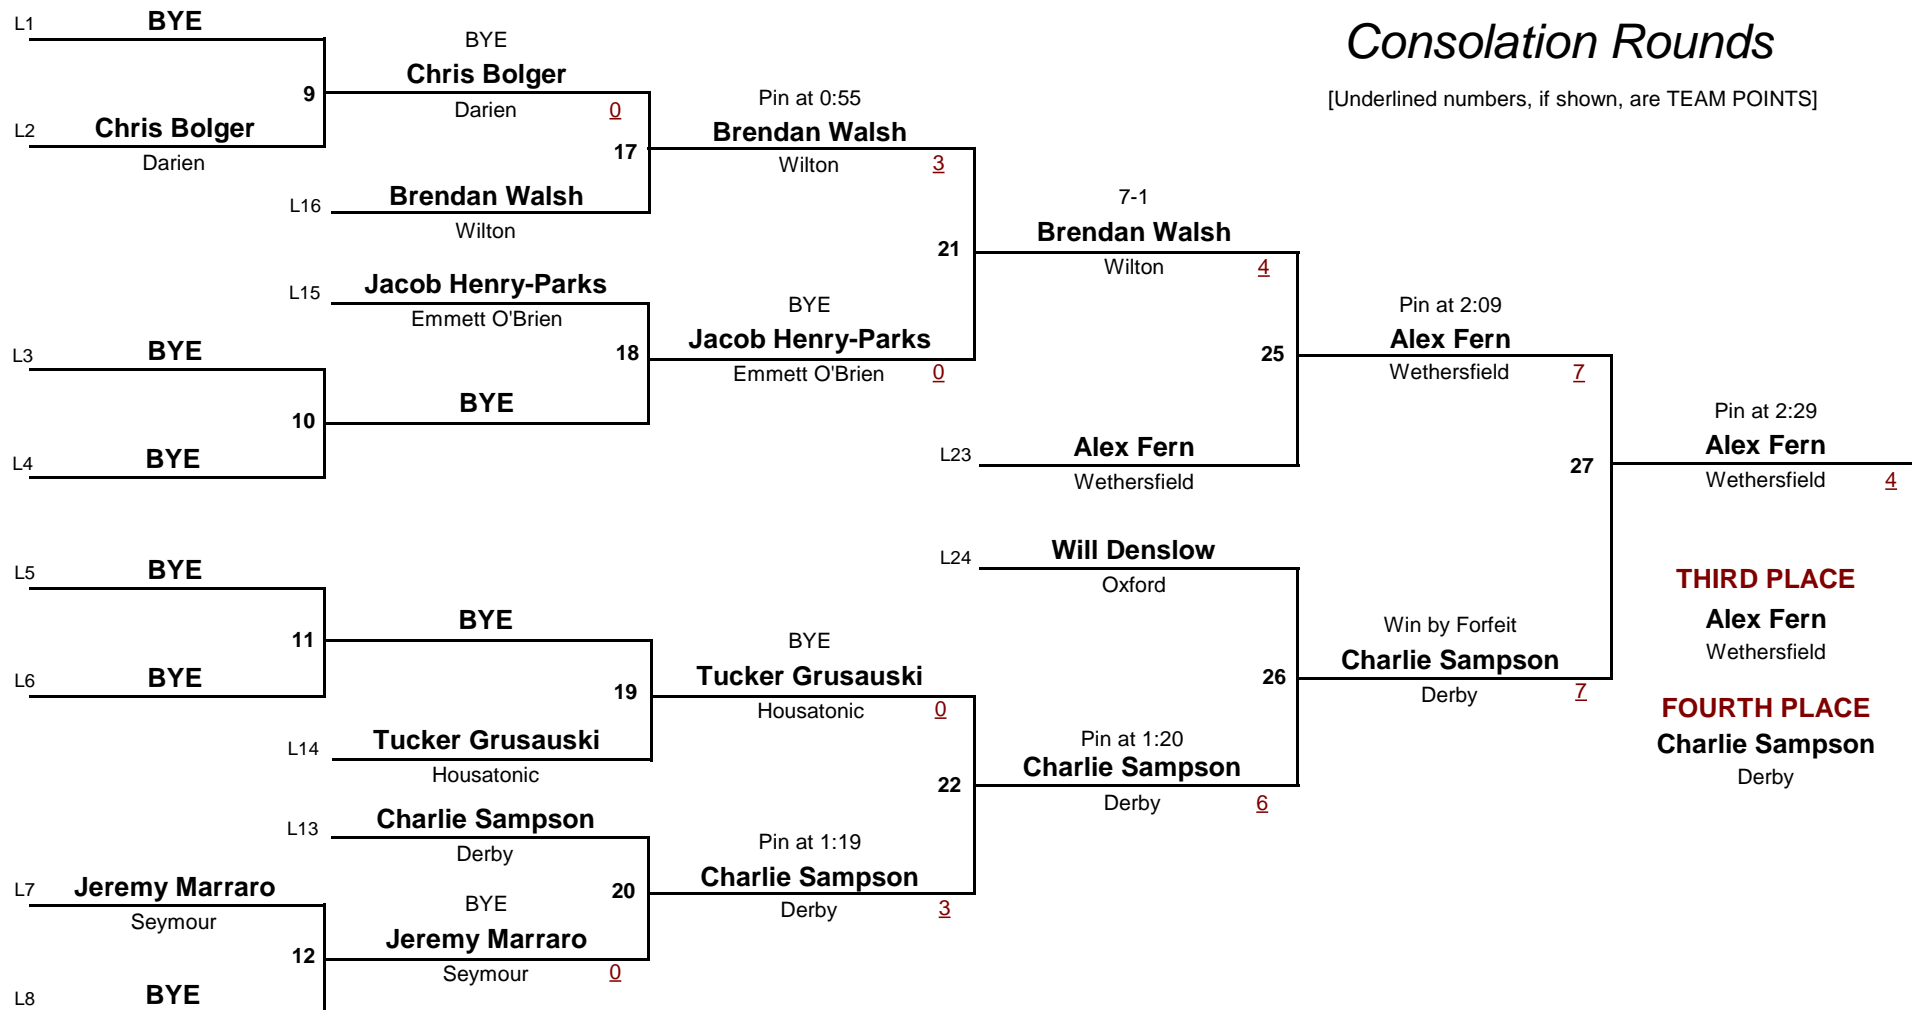 Consolation Rounds
[Underlined numbers, if shown, are TEAM POINTS]
L1
BYE
9
L2
Chris Bolger
Darien
BYE
Chris Bolger
Darien
0
17
L16
Brendan Walsh
Wilton
Pin at 0:55
Brendan Walsh
Wilton
3
21
L15
Jacob Henry-Parks
Emmett O'Brien
18
L3
BYE
10
L4
BYE
BYE
BYE
Jacob Henry-Parks
Emmett O'Brien
0
7-1
Brendan Walsh
Wilton
4
25
L23
Alex Fern
Wethersfield
Pin at 2:09
Alex Fern
Wethersfield
7
27
Pin at 2:29
Alex Fern
Wethersfield
4
L5
BYE
11
L6
BYE
BYE
19
L14
Tucker Grusauski
Housatonic
BYE
Tucker Grusauski
Housatonic
0
22
L13
Charlie Sampson
Derby
20
L7
Jeremy Marraro
Seymour
12
L8
BYE
BYE
Jeremy Marraro
Seymour
0
Pin at 1:19
Charlie Sampson
Derby
3
Pin at 1:20
Charlie Sampson
Derby
6
L24
Will Denslow
Oxford
26
Win by Forfeit
Charlie Sampson
Derby
7
THIRD PLACE
Alex Fern
Wethersfield
FOURTH PLACE
Charlie Sampson
Derby